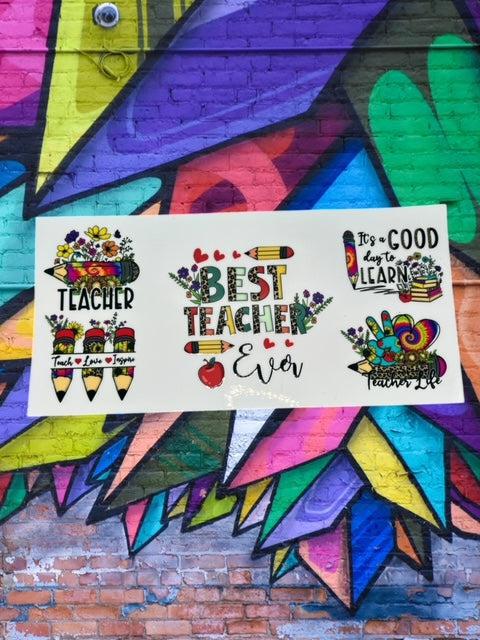 TEACHER
Teach Love Inspire
BEST
TEACHER
Ever
It's a GOOD
day to
LEARN
Teacher Life